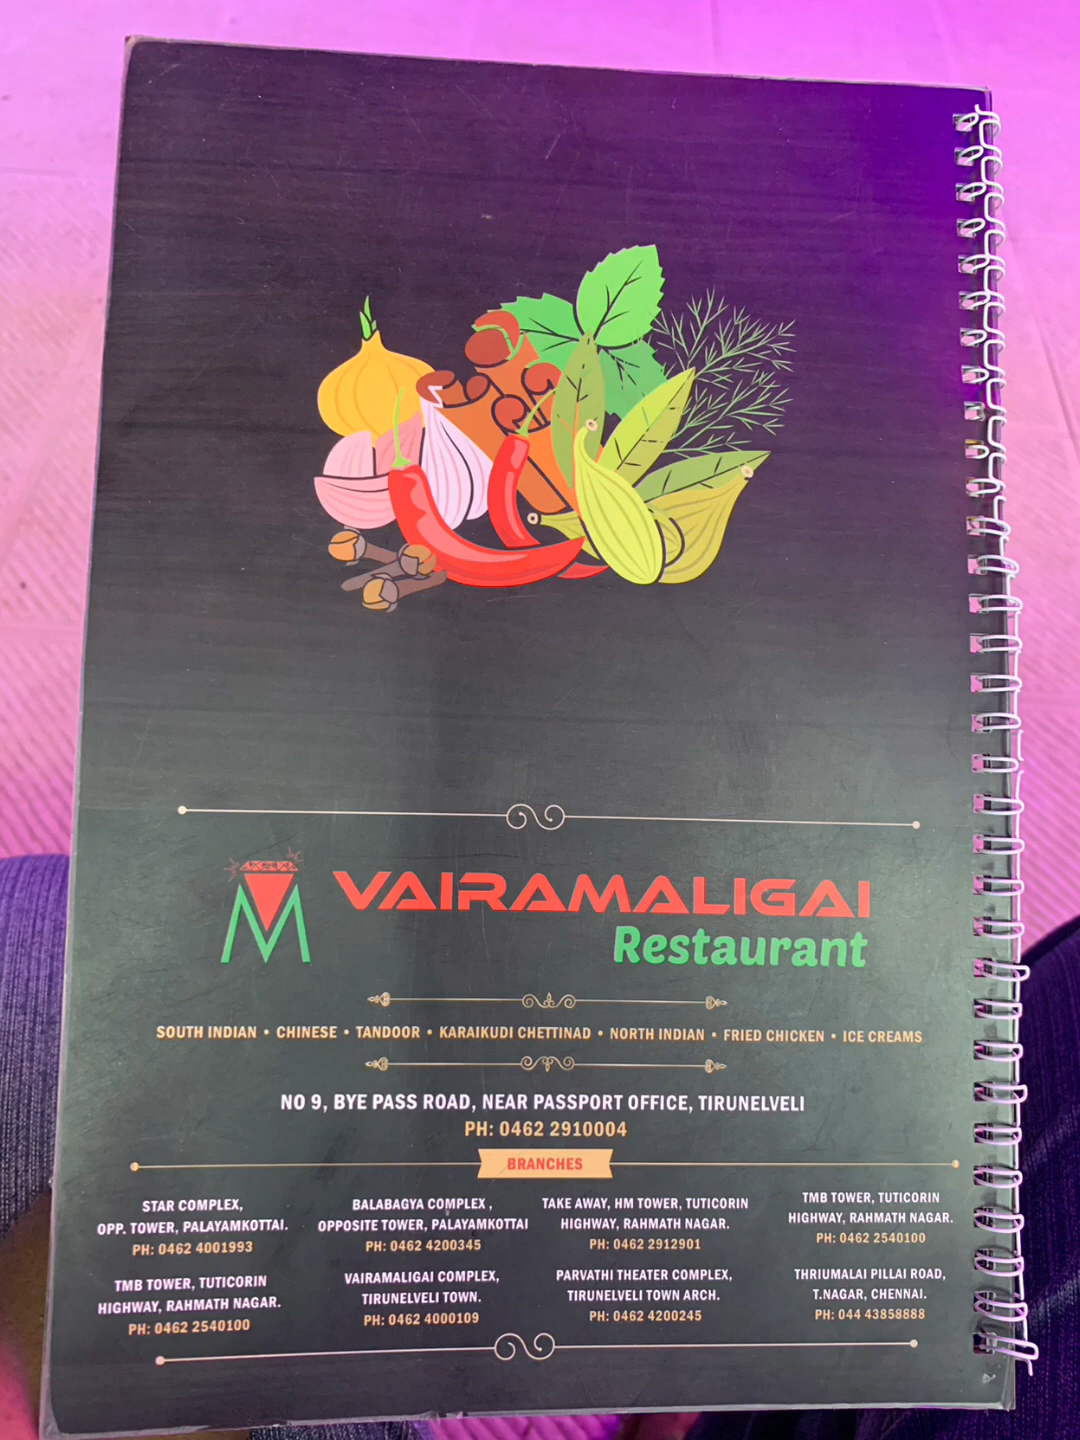 VAIRAMALIGAI
Restaurant
SOUTH INDIAN • CHINESE • TANDOOR • KARAIKUDI CHETTINAD • NORTH INDIAN • FRIED CHICKEN • ICE CREAMS
NO 9, BYE PASS ROAD, NEAR PASSPORT OFFICE, TIRUNELVELI
PH: 0462 2910004
BRANCHES
STAR COMPLEX,
OPP. TOWER, PALAYAMKOTTAI.
PH: 0462 4001993
BALABAGYA COMPLEX ,
OPPOSITE TOWER, PALAYAMKOTTAI
PH: 0462 4200345
TAKE AWAY, HM TOWER, TUTICORIN
HIGHWAY, RAHMATH NAGAR.
PH: 0462 2912901
TMB TOWER, TUTICORIN
HIGHWAY, RAHMATH NAGAR.
PH: 0462 2540100
TMB TOWER, TUTICORIN
HIGHWAY, RAHMATH NAGAR.
PH: 0462 2540100
VAIRAMALIGAI COMPLEX,
TIRUNELVELI TOWN.
PH: 0462 4000109
PARVATHI THEATER COMPLEX,
TIRUNELVELI TOWN ARCH.
PH: 0462 4200245
THRIUMALAI PILLAI ROAD,
T.NAGAR, CHENNAI.
PH: 044 43858888